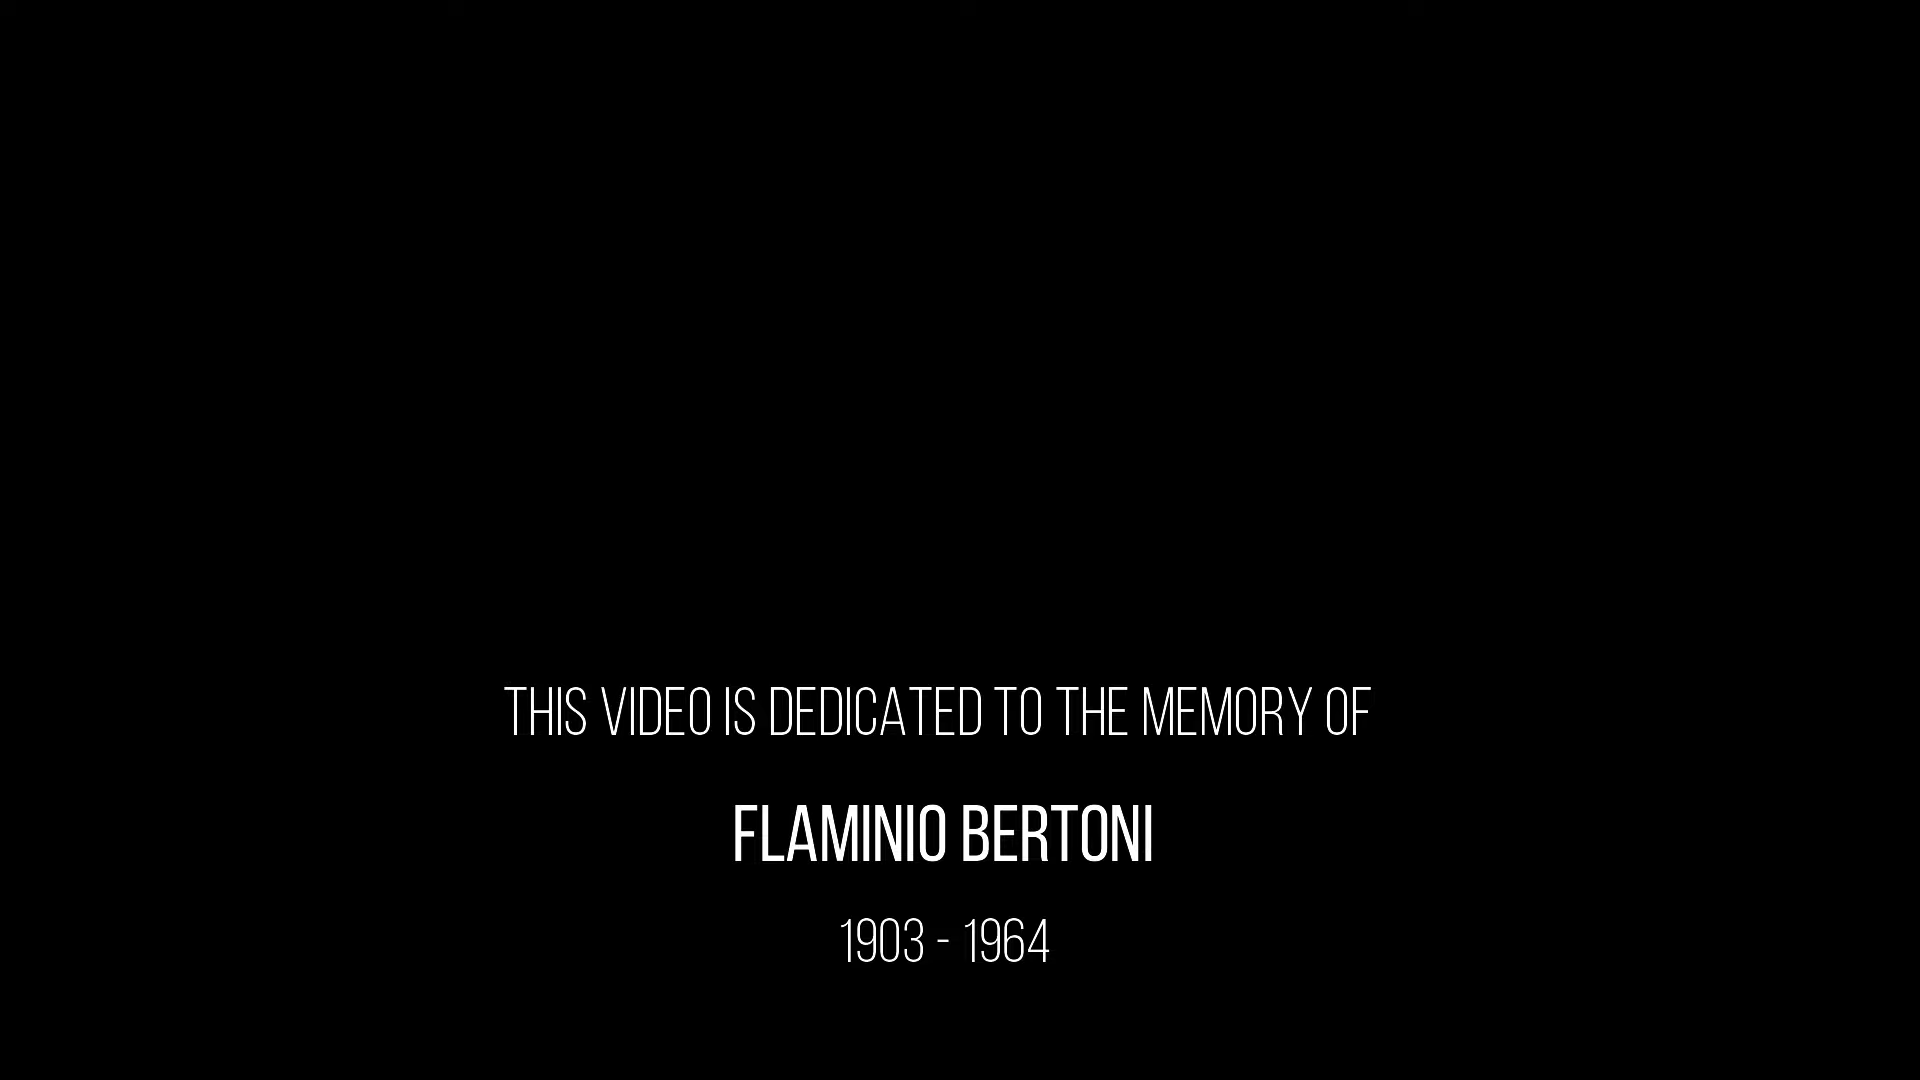 THIS VIDEO IS DEDICATED TO THE MEMORY OF
FLAMINIO BERTONI
1903 - 1964